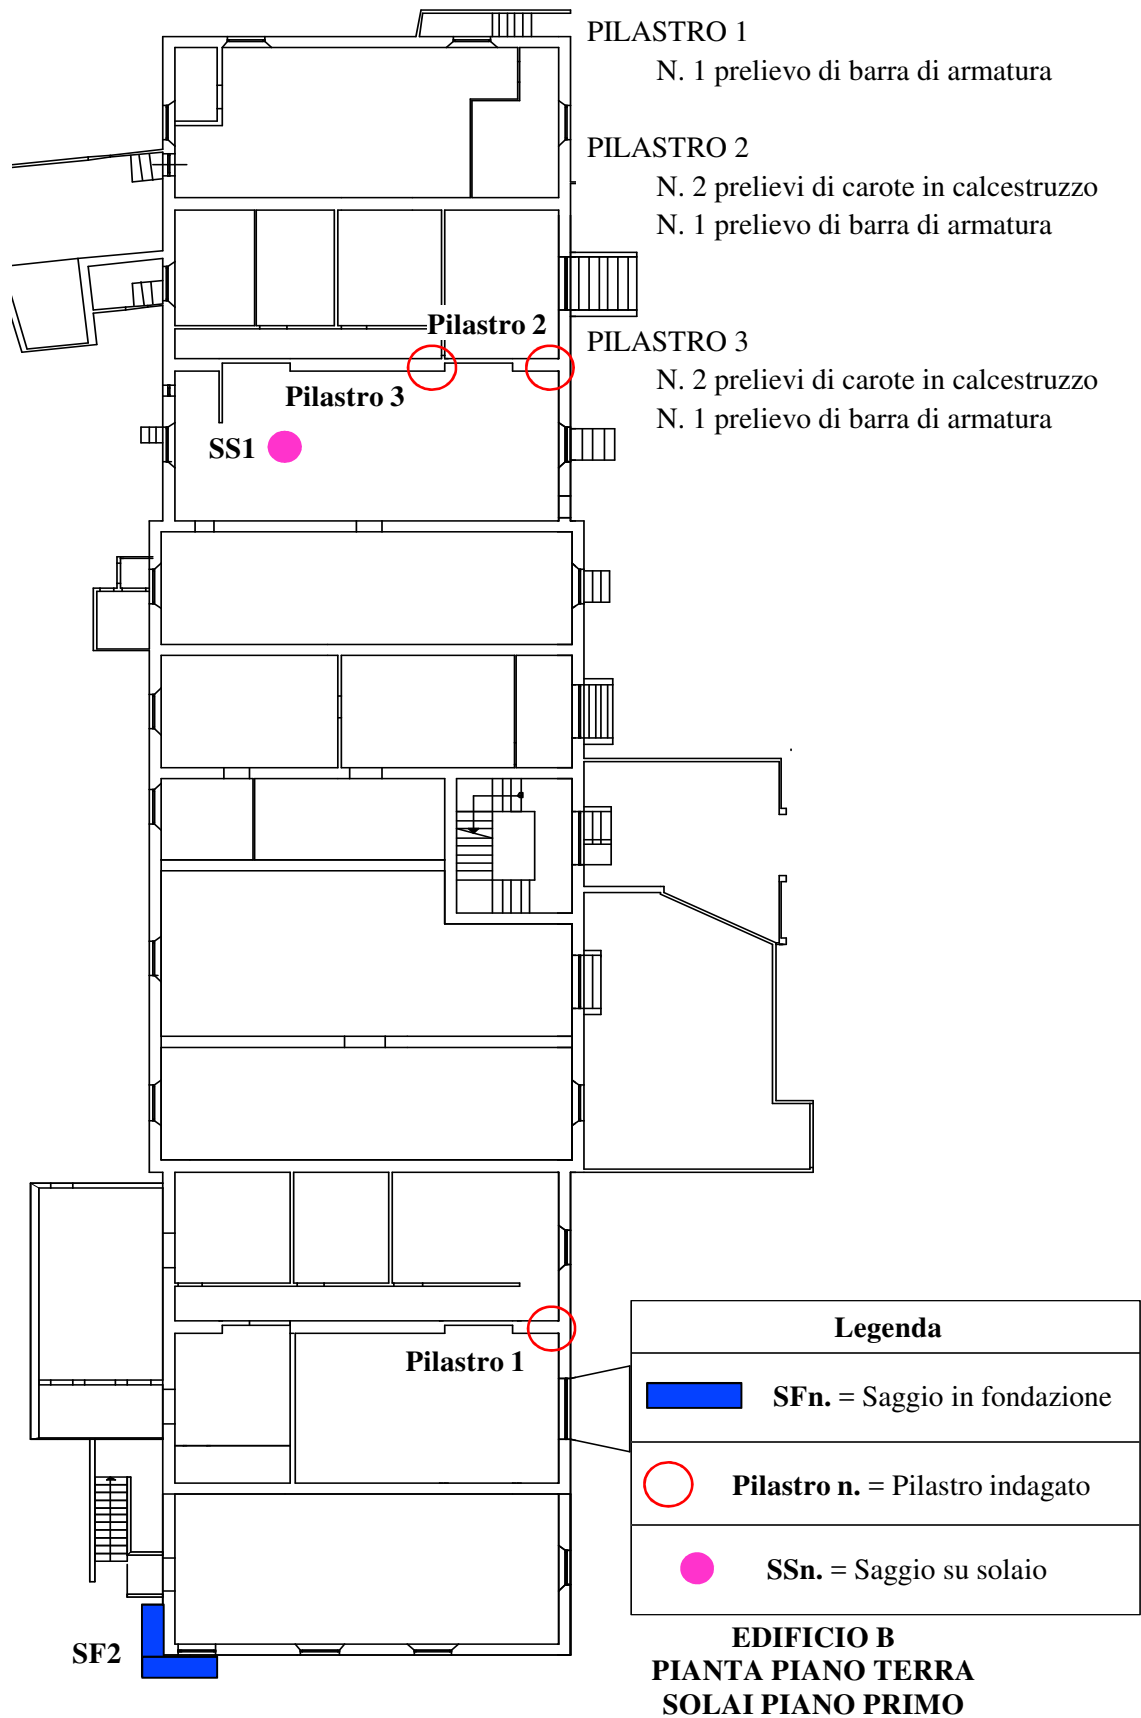 PILASTRO 1
N. 1 prelievo di barra di armatura
PILASTRO 2
N. 2 prelievi di carote in calcestruzzo
N. 1 prelievo di barra di armatura
Pilastro 2
PILASTRO 3
N. 2 prelievi di carote in calcestruzzo
N. 1 prelievo di barra di armatura
Pilastro 3
SS1
Pilastro 1
Legenda
SFn. = Saggio in fondazione
Pilastro n. = Pilastro indagato
SSn. = Saggio su solaio
SF2
EDIFICIO B
PIANTA PIANO TERRA
SOLAI PIANO PRIMO